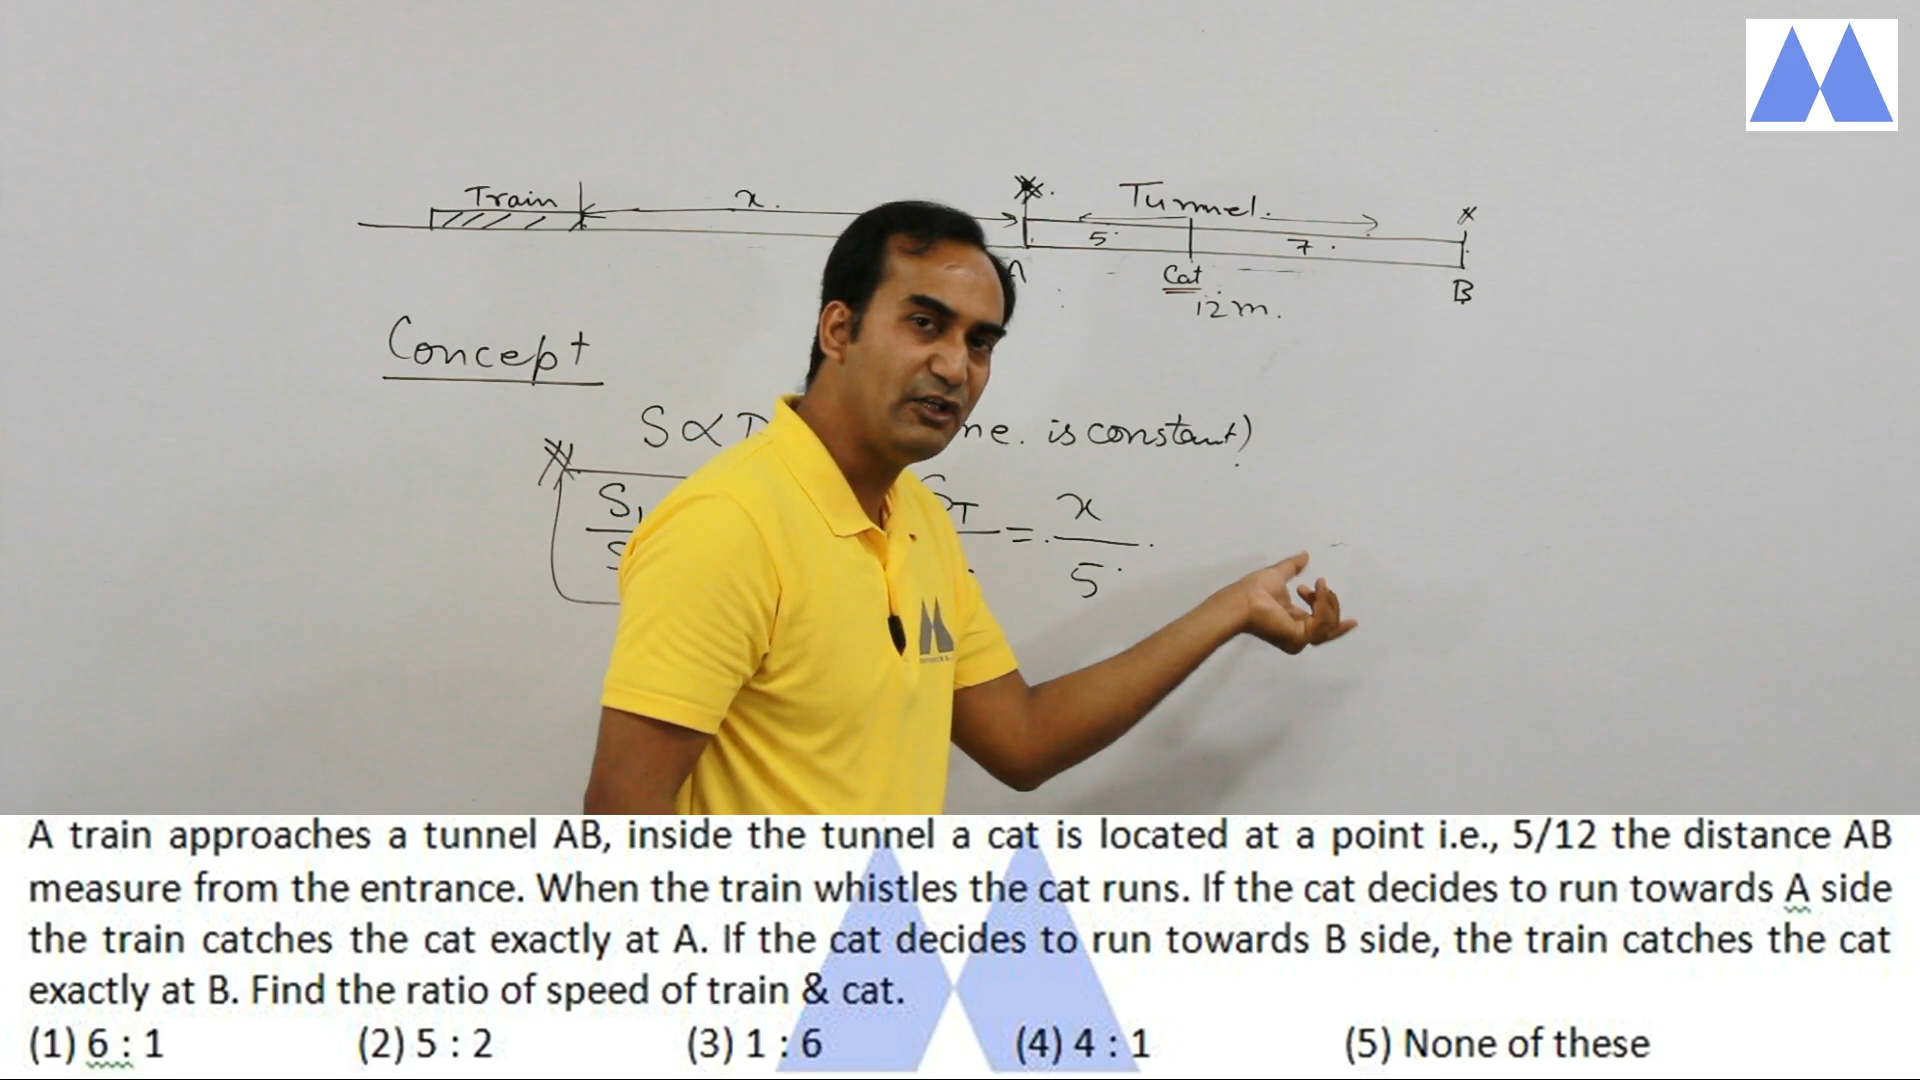 Train x. Tunnel.
5 7
A Cat B
12m.
Concept
S∝D is constant)
S₁ T = x
5
A train approaches a tunnel AB, inside the tunnel a cat is located at a point i.e., 5/12 the distance AB
measure from the entrance. When the train whistles the cat runs. If the cat decides to run towards A side
the train catches the cat exactly at A. If the cat decides to run towards B side, the train catches the cat
exactly at B. Find the ratio of speed of train & cat.
(1) 6 : 1 (2) 5 : 2 (3) 1 : 6 (4) 4 : 1 (5) None of these